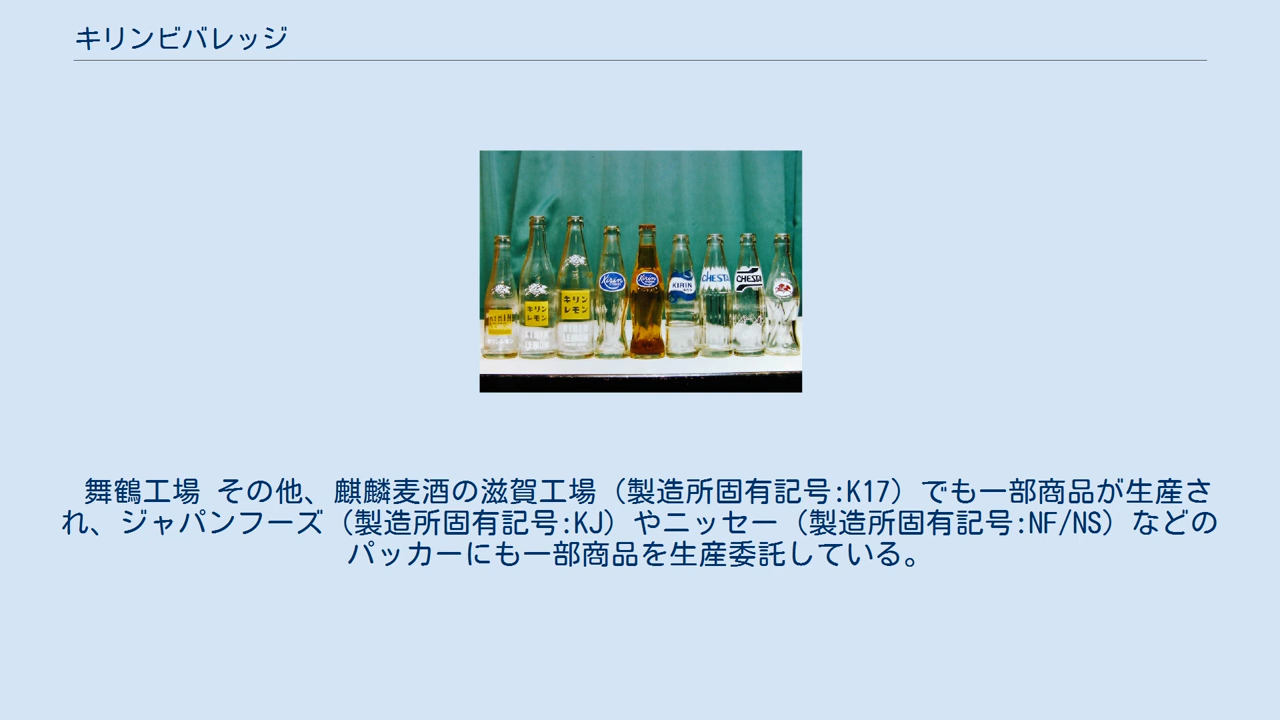 キリンビバレッジ
キリン
レモン
キリン
レモン
Kirin
Kirin
KIRIN
CHESTA
CHESTA
舞鶴工場 その他、麒麟麦酒の滋賀工場（製造所固有記号:K17）でも一部商品が生産さ
れ、ジャパンフーズ（製造所固有記号:KJ）やニッセー（製造所固有記号:NF/NS）などの
パッカーにも一部商品を生産委託している。